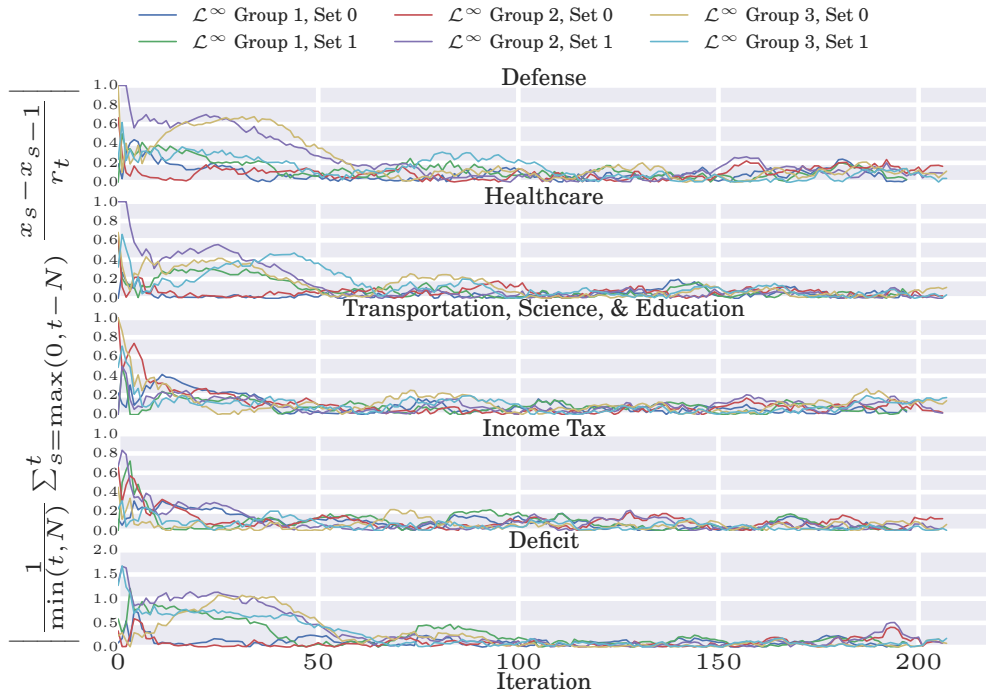 ℒ^∞ Group 1, Set 0
ℒ^∞ Group 2, Set 0
ℒ^∞ Group 3, Set 0
ℒ^∞ Group 1, Set 1
ℒ^∞ Group 2, Set 1
ℒ^∞ Group 3, Set 1
| 1/min(t, N) ∑_{s=max(0, t−N)}^t (x_s − x_{s−1})/r_t |
Defense
1.0
0.8
0.6
0.4
0.2
0.0
Healthcare
1.0
0.8
0.6
0.4
0.2
0.0
Transportation, Science, & Education
1.0
0.8
0.6
0.4
0.2
0.0
Income Tax
1.0
0.8
0.6
0.4
0.2
0.0
Deficit
2.0
1.5
1.0
0.5
0.0
0 50 100 150 200
Iteration